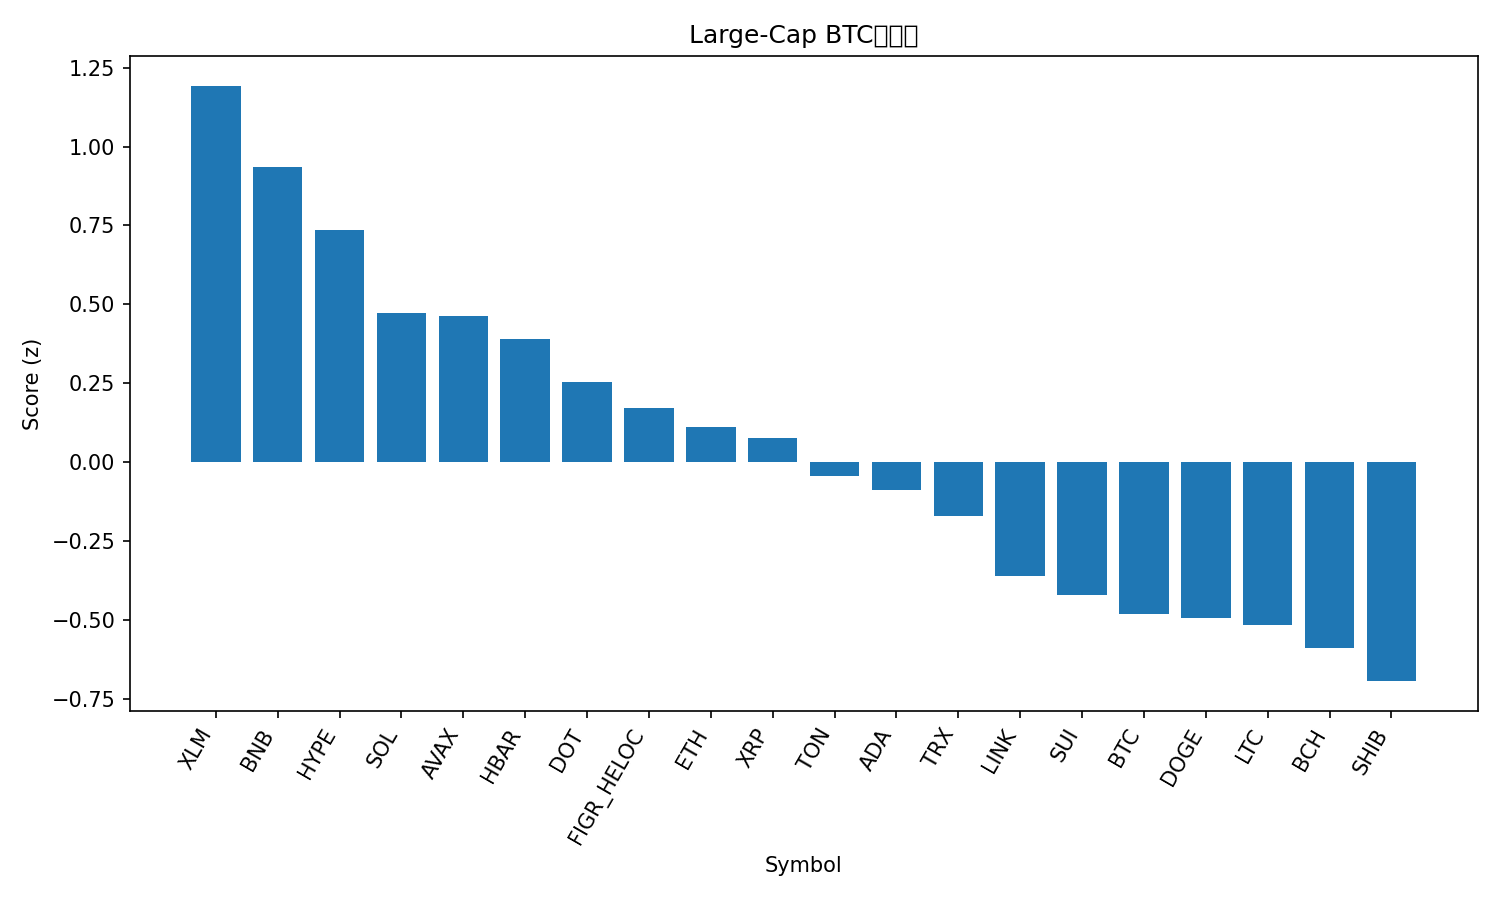 Large-Cap BTC
1.25
1.00
0.75
0.50
0.25
0.00
−0.25
−0.50
−0.75
Score (z)
XLM
BNB
HYPE
SOL
AVAX
HBAR
DOT
FIGR_HELOC
ETH
XRP
TON
ADA
TRX
LINK
SUI
BTC
DOGE
LTC
BCH
SHIB
Symbol